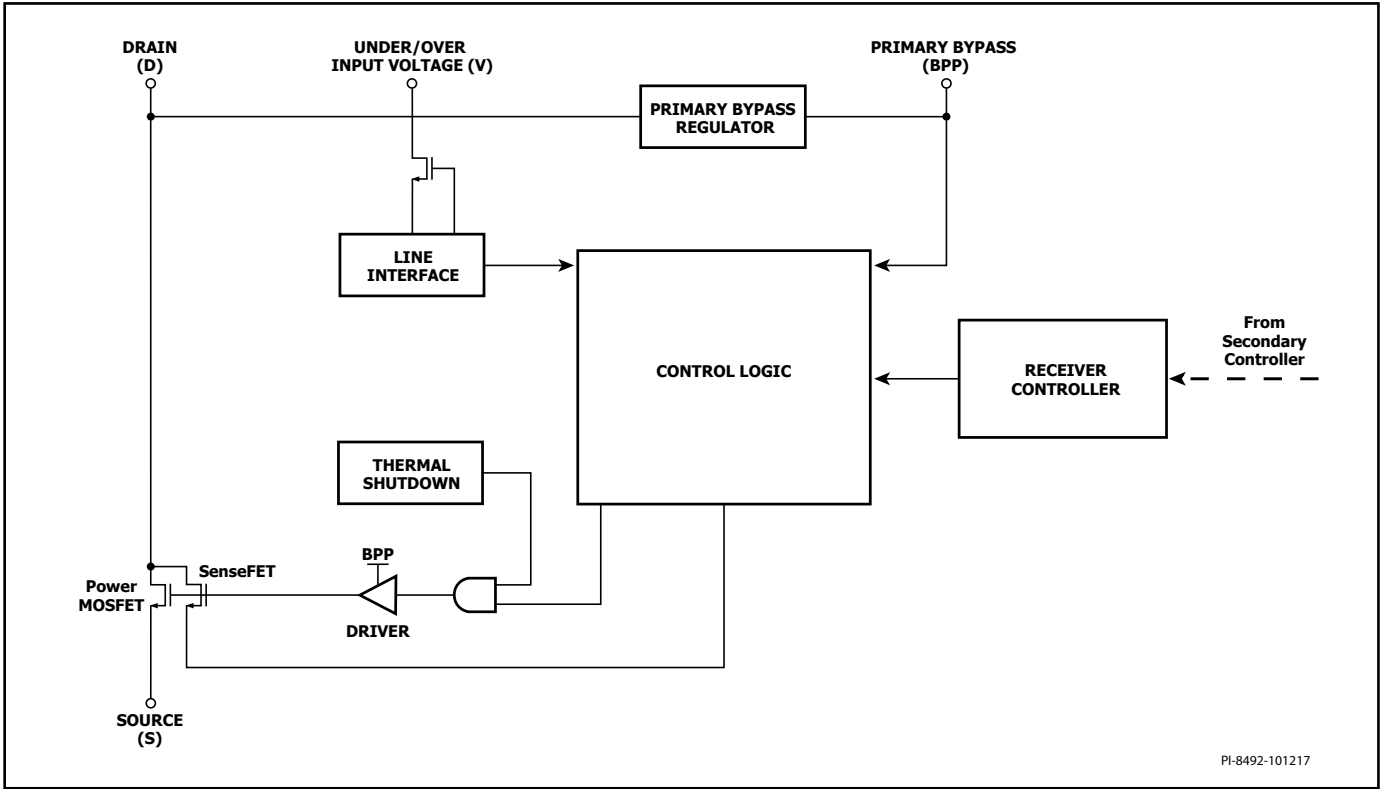 DRAIN
(D)
UNDER/OVER
INPUT VOLTAGE (V)
PRIMARY BYPASS
(BPP)
PRIMARY BYPASS
REGULATOR
LINE
INTERFACE
CONTROL LOGIC
RECEIVER
CONTROLLER
From
Secondary
Controller
THERMAL
SHUTDOWN
BPP
SenseFET
Power
MOSFET
DRIVER
SOURCE
(S)
PI-8492-101217